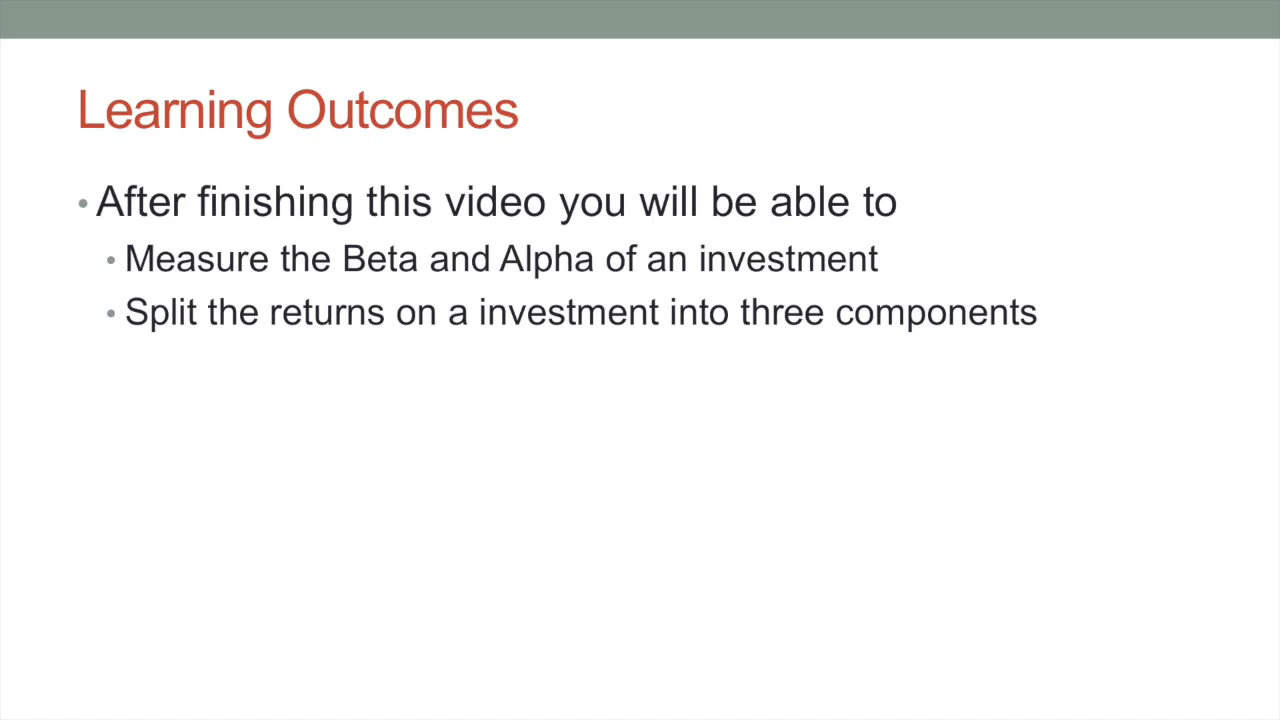 Learning Outcomes
• After finishing this video you will be able to
• Measure the Beta and Alpha of an investment
• Split the returns on a investment into three components